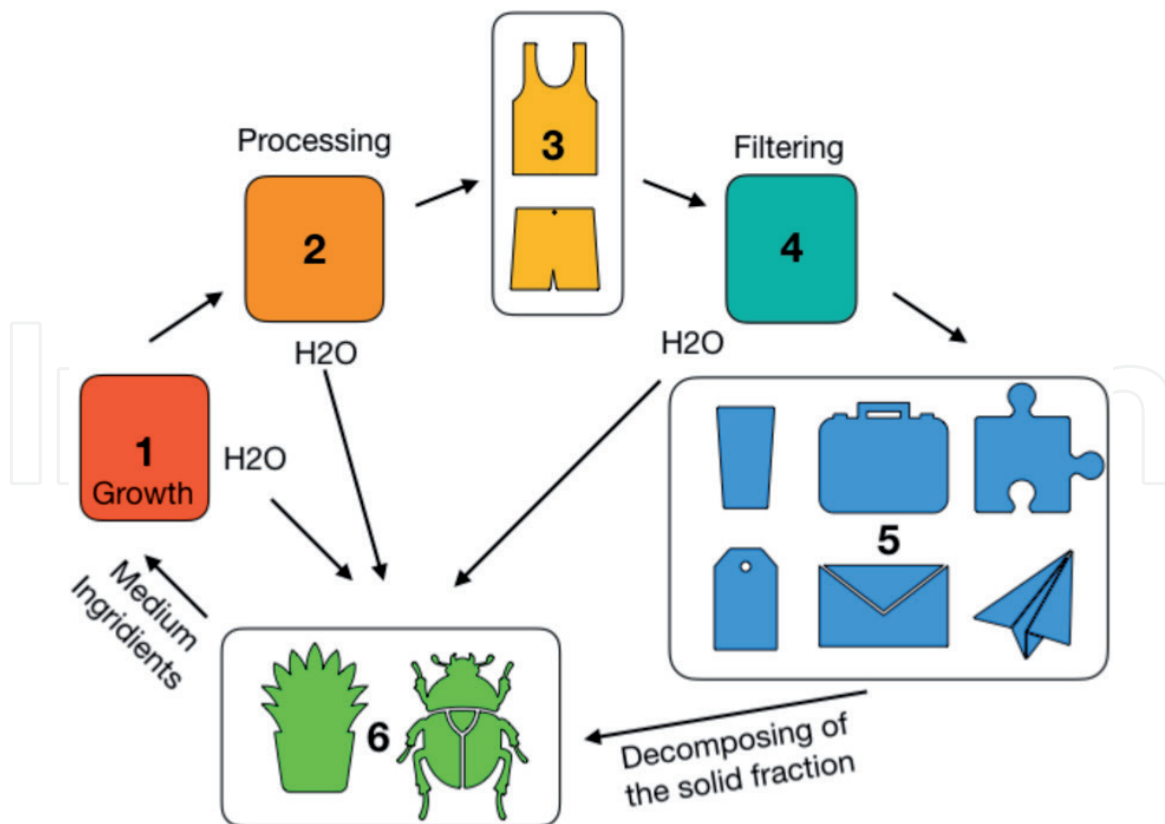 Processing
2
3
Filtering
4
H2O
H2O
1
Growth
H2O
5
Medium
Ingridients
6
Decomposing of
the solid fraction